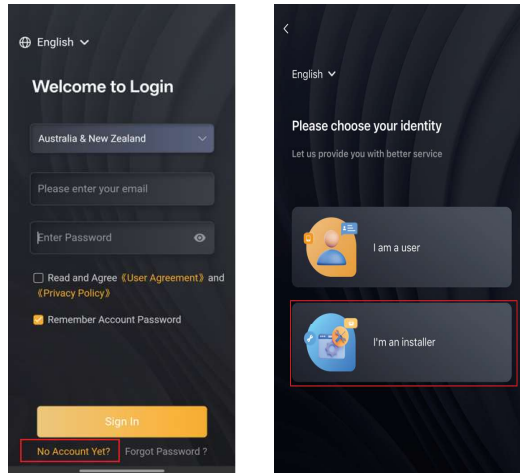 English
Welcome to Login
Australia & New Zealand
Please enter your email
Enter Password
Read and Agree 《User Agreement》 and
《Privacy Policy》
Remember Account Password
Sign In
No Account Yet? Forgot Password ?
English
Please choose your identity
Let us provide you with better service
I am a user
I'm an installer